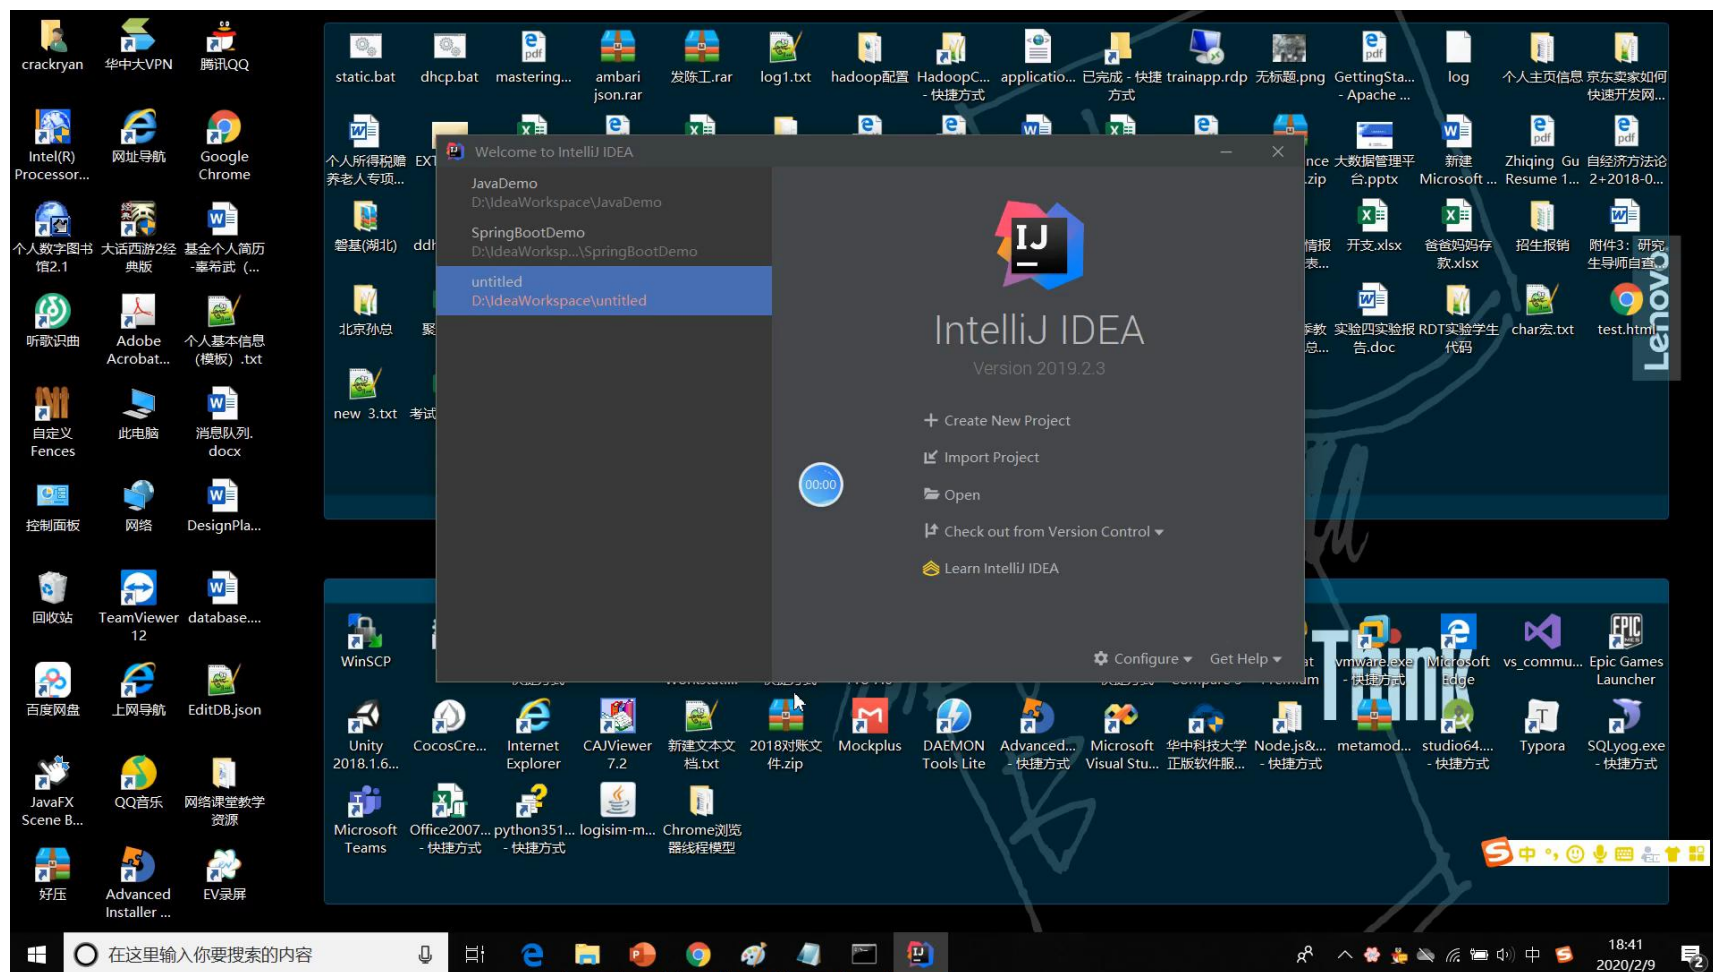 crackryan
华中大VPN
腾讯QQ
static.bat
dhcp.bat
mastering...
ambari
json.rar
发陈工.rar
log1.txt
hadoop配置
HadoopC...
- 快捷方式
applicatio...
已完成 - 快捷
方式
trainapp.rdp
无标题.png
GettingSta...
- Apache ...
log
个人主页信息
京东卖家如何
快速开发网...
Intel(R)
Processor...
网址导航
Google
Chrome
个人所得税赡
养老人专项...
EXT
nce
.zip
大数据管理平
台.pptx
新建
Microsoft ...
Zhiqing Gu
Resume 1...
自经济方法论
2+2018-0...
Welcome to IntelliJ IDEA
JavaDemo
D:\IdeaWorkspace\JavaDemo
SpringBootDemo
D:\IdeaWorksp...\SpringBootDemo
untitled
D:\IdeaWorkspace\untitled
IJ
IntelliJ IDEA
Version 2019.2.3
Create New Project
Import Project
Open
Check out from Version Control
Learn IntelliJ IDEA
Configure
Get Help
00:00
个人数字图书
馆2.1
大话西游2经
典版
基金个人简历
-辜希武（...
磐基(湖北)
ddh
情报
表...
开支.xlsx
爸爸妈妈存
款.xlsx
招生报销
附件3：研究
生导师自查...
Lenovo
听歌识曲
Adobe
Acrobat...
个人基本信息
（模板）.txt
北京孙总
聚
季教
总...
实验四实验报
告.doc
RDT实验学生
代码
char宏.txt
test.html
自定义
Fences
此电脑
消息队列.
docx
new 3.txt
考试
控制面板
网络
DesignPla...
回收站
TeamViewer
12
database....
WinSCP
at
Premium
vmware.exe
- 快捷方式
Microsoft
Edge
vs_commu...
Epic Games
Launcher
Think
百度网盘
上网导航
EditDB.json
Unity
2018.1.6...
CocosCre...
Internet
Explorer
CAJViewer
7.2
新建文本文
档.txt
2018对账文
件.zip
Mockplus
DAEMON
Tools Lite
Advanced...
- 快捷方式
Microsoft
Visual Stu...
华中科技大学
正版软件服...
Node.js&...
- 快捷方式
metamod...
studio64....
- 快捷方式
Typora
SQLyog.exe
- 快捷方式
JavaFX
Scene B...
QQ音乐
网络课堂教学
资源
Microsoft
Teams
Office2007...
- 快捷方式
python351...
- 快捷方式
logisim-m...
Chrome浏览
器线程模型
好压
Advanced
Installer ...
EV录屏
中
在这里输入你要搜索的内容
中
18:41
2020/2/9
2